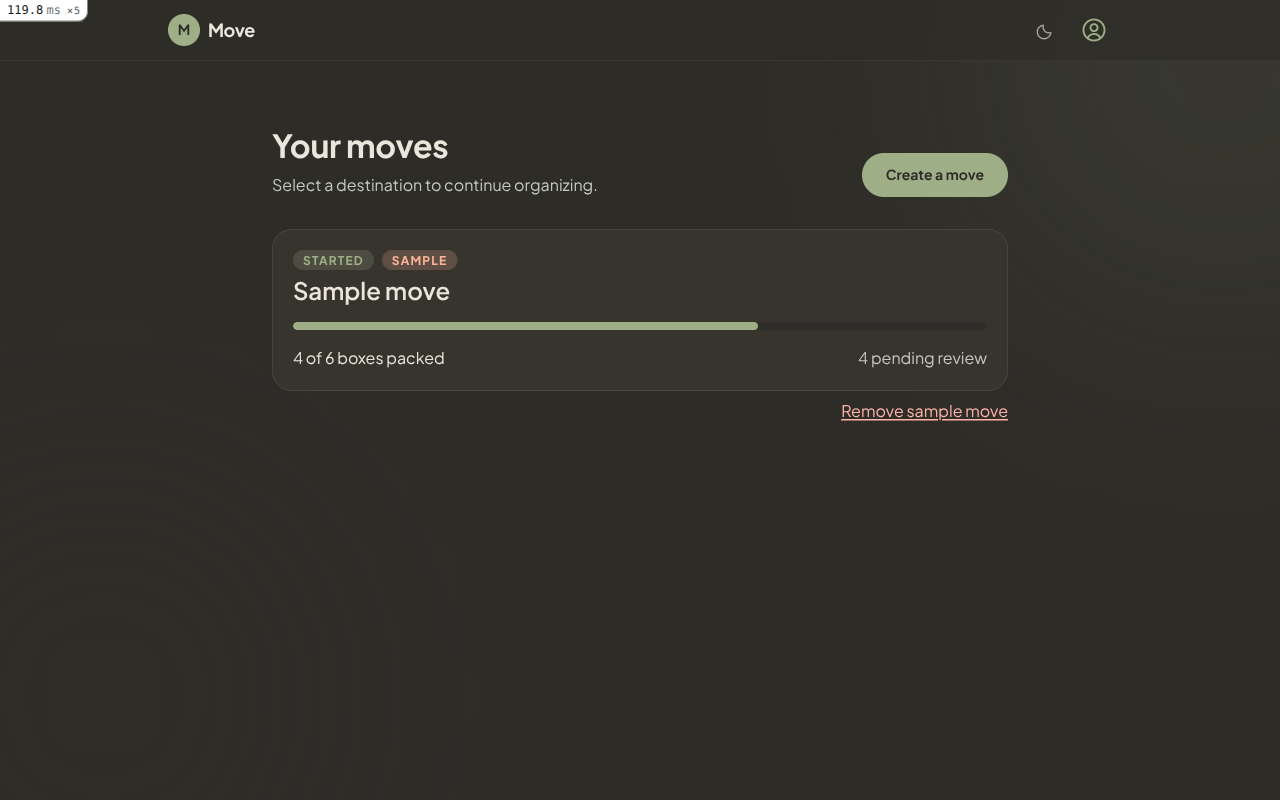 119.8 ms ×5
M Move
Your moves
Select a destination to continue organizing.
Create a move
STARTED SAMPLE
Sample move
4 of 6 boxes packed
4 pending review
Remove sample move